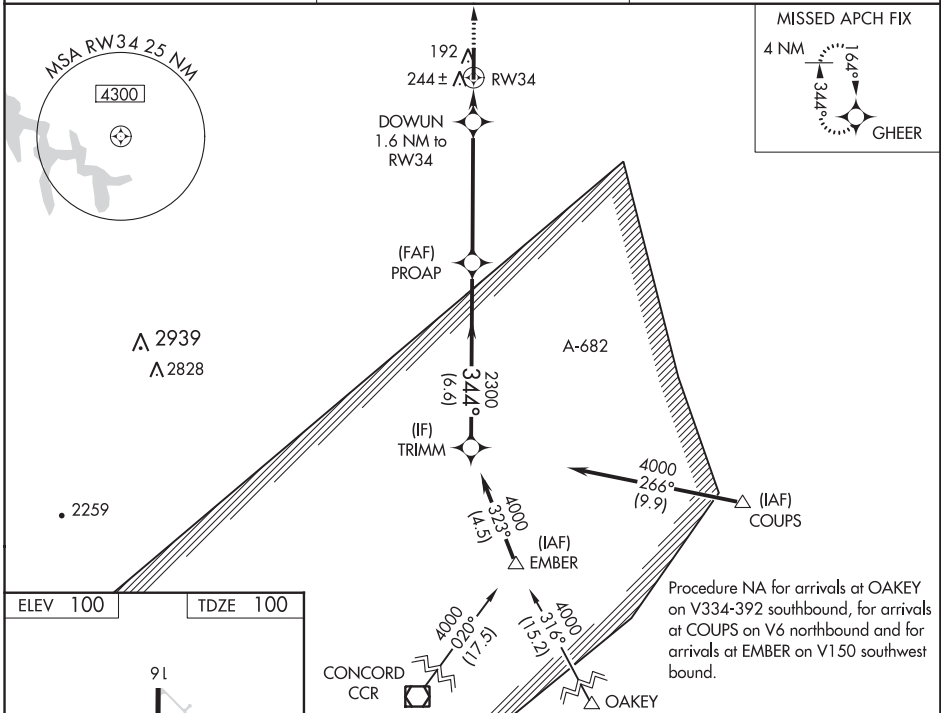 MSA RW34 25 NM
4300
192
244 ±
RW34
DOWUN
1.6 NM to
RW34
MISSED APCH FIX
4 NM
164°
344°
GHEER
(FAF)
PROAP
A-682
2939
2828
2300
344°
(6.6)
(IF)
TRIMM
4000
266°
(9.9)
(IAF)
COUPS
2259
4000
323°
(4.5)
(IAF)
EMBER
ELEV 100
TDZE 100
4000
020°
(17.5)
4000
316°
(15.2)
Procedure NA for arrivals at OAKEY
on V334-392 southbound, for arrivals
at COUPS on V6 northbound and for
arrivals at EMBER on V150 southwest
bound.
CONCORD
CCR
OAKEY
16